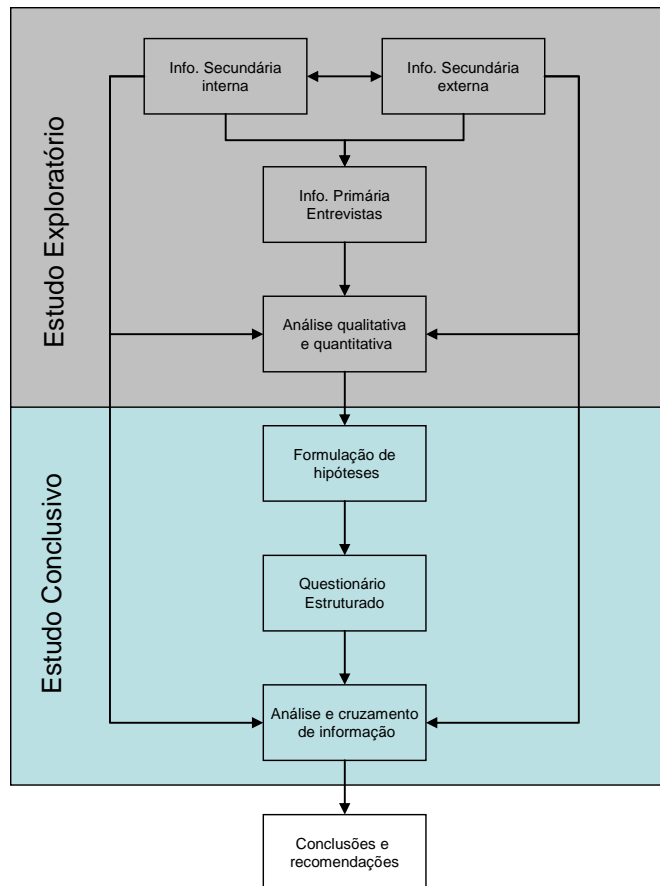 Estudo Exploratório
Info. Secundária
interna
Info. Secundária
externa
Info. Primária
Entrevistas
Análise qualitativa
e quantitativa
Estudo Conclusivo
Formulação de
hipóteses
Questionário
Estruturado
Análise e cruzamento
de informação
Conclusões e
recomendações